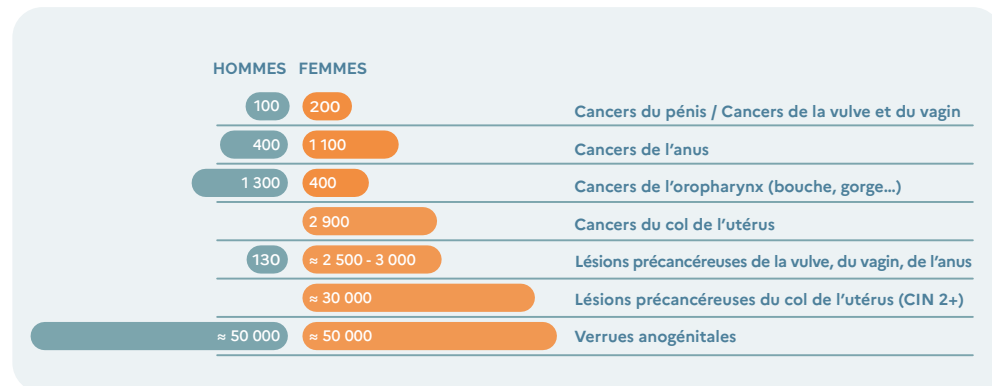 HOMMES FEMMES
100 200 Cancers du pénis / Cancers de la vulve et du vagin
400 1 100 Cancers de l'anus
1 300 400 Cancers de l'oropharynx (bouche, gorge...)
2 900 Cancers du col de l'utérus
130 ≈ 2 500 - 3 000 Lésions précancéreuses de la vulve, du vagin, de l'anus
≈ 30 000 Lésions précancéreuses du col de l'utérus (CIN 2+)
≈ 50 000 ≈ 50 000 Verrues anogénitales